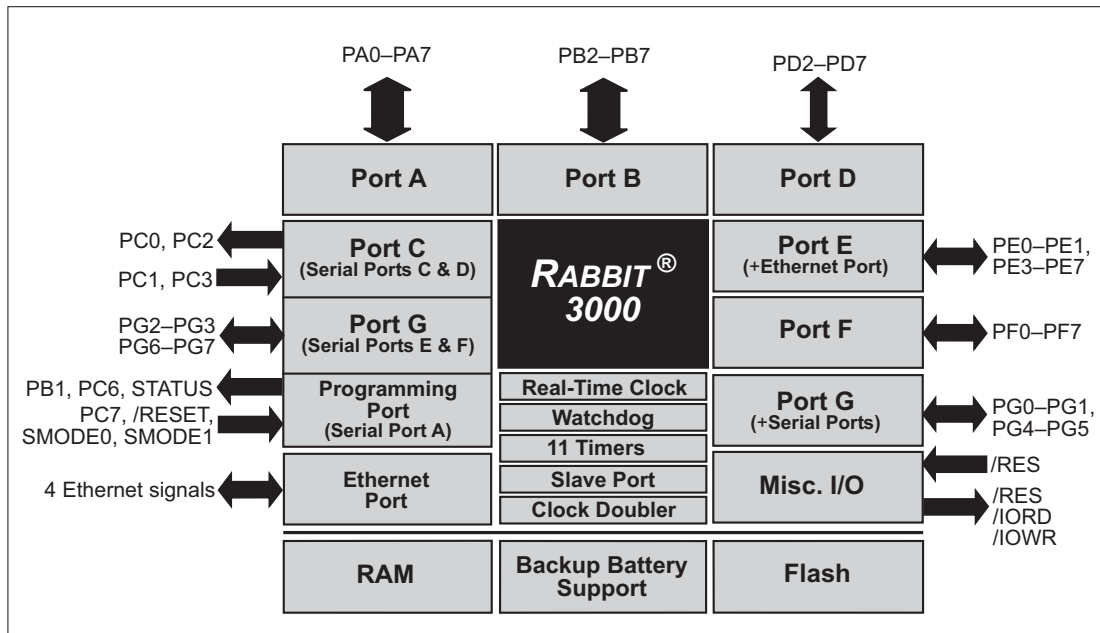 PA0–PA7
PB2–PB7
PD2–PD7
Port A
Port B
Port D
PC0, PC2
PC1, PC3
Port C
(Serial Ports C & D)
RABBIT ®
3000
Port E
(+Ethernet Port)
PE0–PE1,
PE3–PE7
PG2–PG3
PG6–PG7
Port G
(Serial Ports E & F)
Port F
PF0–PF7
PB1, PC6, STATUS
PC7, /RESET,
SMODE0, SMODE1
Programming
Port
(Serial Port A)
Real-Time Clock
Watchdog
11 Timers
Slave Port
Clock Doubler
Port G
(+Serial Ports)
PG0–PG1,
PG4–PG5
4 Ethernet signals
Ethernet
Port
Misc. I/O
/RES
/RES
/IORD
/IOWR
RAM
Backup Battery
Support
Flash